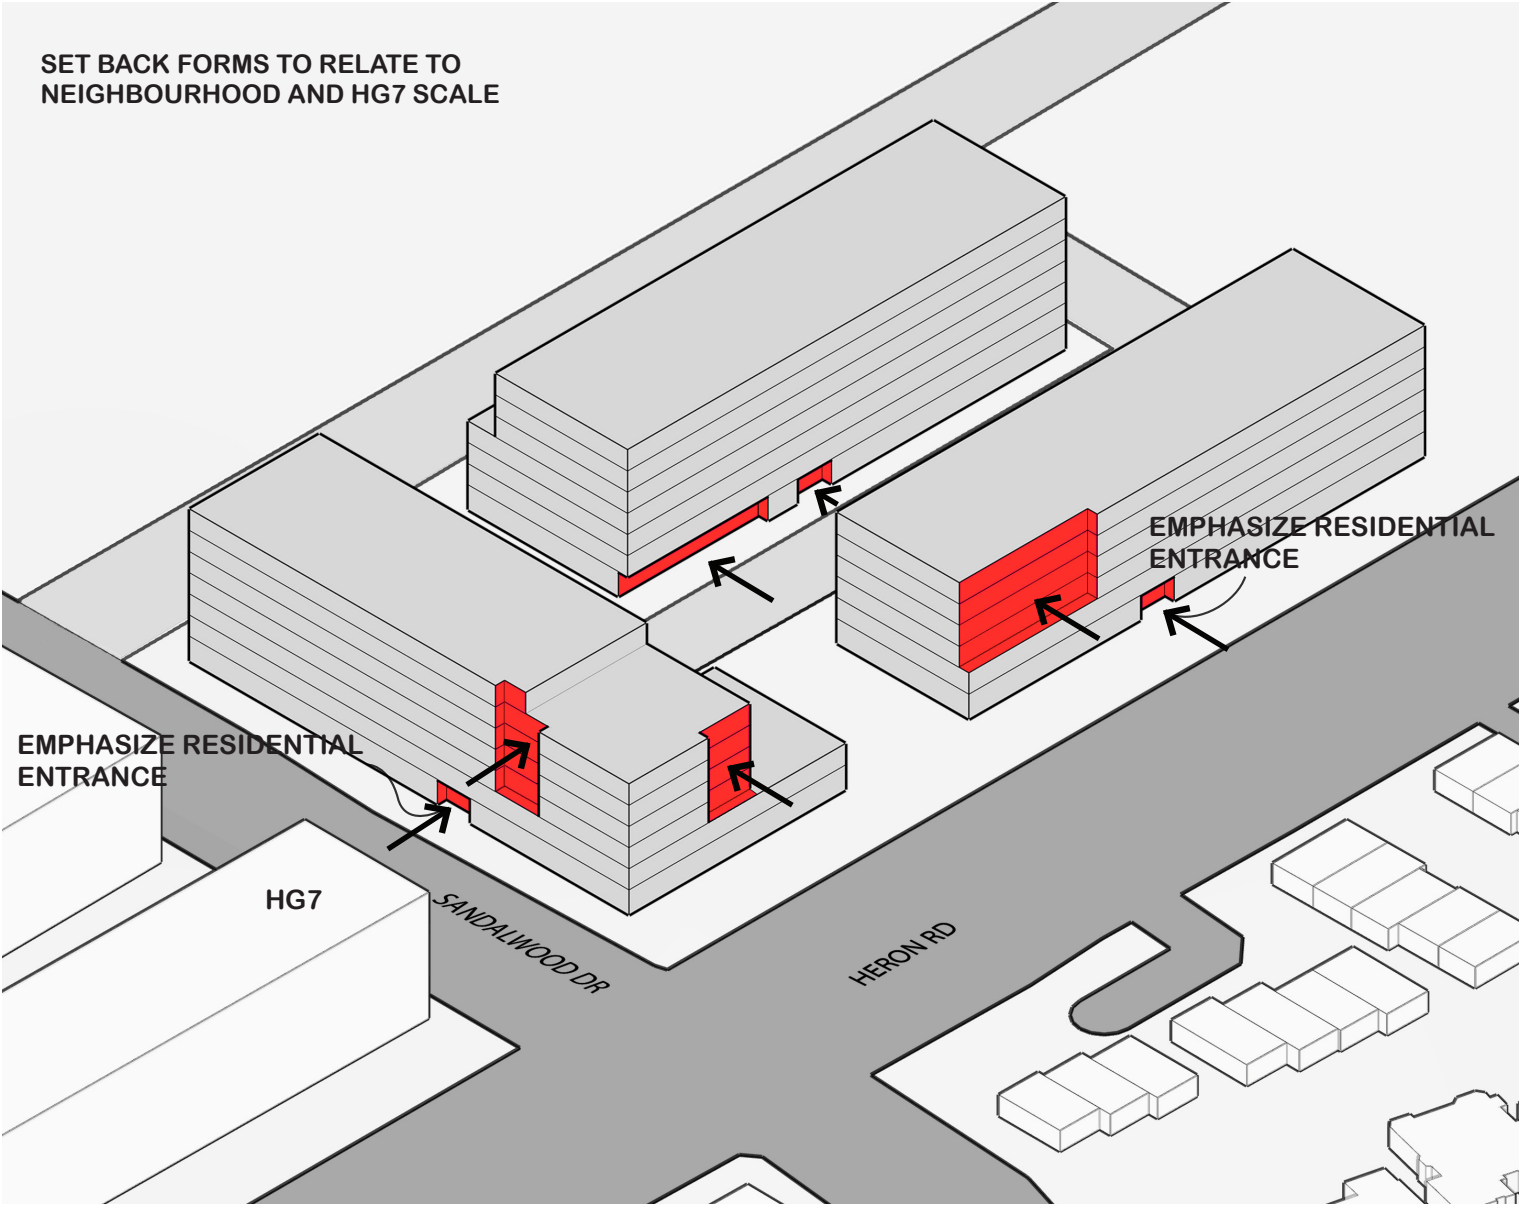 SET BACK FORMS TO RELATE TO
NEIGHBOURHOOD AND HG7 SCALE
EMPHASIZE RESIDENTIAL
ENTRANCE
EMPHASIZE RESIDENTIAL
ENTRANCE
HG7
SANDALWOOD DR
HERON RD